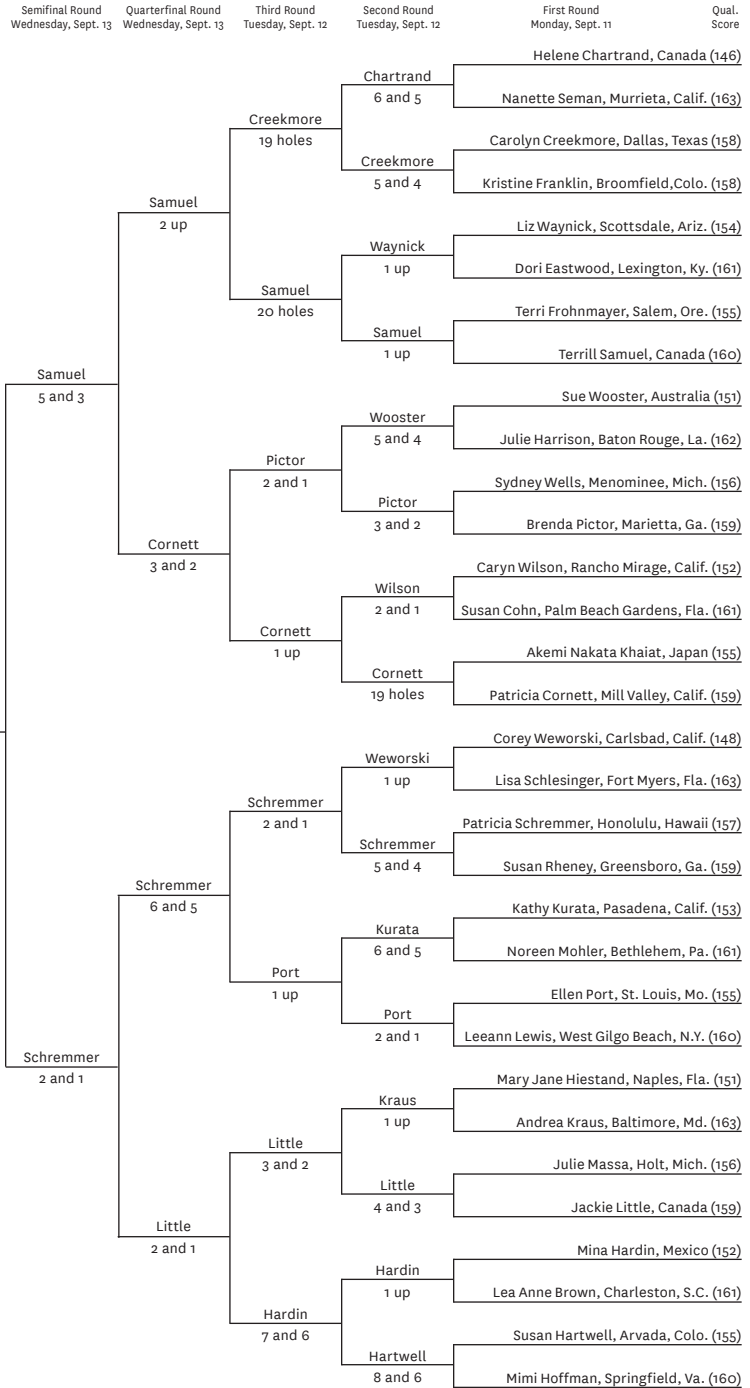 Semifinal Round
Wednesday, Sept. 13
Quarterfinal Round
Wednesday, Sept. 13
Third Round
Tuesday, Sept. 12
Second Round
Tuesday, Sept. 12
First Round
Monday, Sept. 11
Qual.
Score
Helene Chartrand, Canada (146)
Chartrand
6 and 5
Nanette Seman, Murrieta, Calif. (163)
Creekmore
19 holes
Carolyn Creekmore, Dallas, Texas (158)
Creekmore
5 and 4
Kristine Franklin, Broomfield,Colo. (158)
Samuel
2 up
Liz Waynick, Scottsdale, Ariz. (154)
Waynick
1 up
Dori Eastwood, Lexington, Ky. (161)
Samuel
20 holes
Terri Frohnmayer, Salem, Ore. (155)
Samuel
1 up
Terrill Samuel, Canada (160)
Samuel
5 and 3
Sue Wooster, Australia (151)
Wooster
5 and 4
Julie Harrison, Baton Rouge, La. (162)
Pictor
2 and 1
Sydney Wells, Menominee, Mich. (156)
Pictor
3 and 2
Brenda Pictor, Marietta, Ga. (159)
Cornett
3 and 2
Caryn Wilson, Rancho Mirage, Calif. (152)
Wilson
2 and 1
Susan Cohn, Palm Beach Gardens, Fla. (161)
Cornett
1 up
Akemi Nakata Khaiat, Japan (155)
Cornett
19 holes
Patricia Cornett, Mill Valley, Calif. (159)
Corey Weworski, Carlsbad, Calif. (148)
Weworski
1 up
Lisa Schlesinger, Fort Myers, Fla. (163)
Schremmer
2 and 1
Patricia Schremmer, Honolulu, Hawaii (157)
Schremmer
5 and 4
Susan Rheney, Greensboro, Ga. (159)
Schremmer
6 and 5
Kathy Kurata, Pasadena, Calif. (153)
Kurata
6 and 5
Noreen Mohler, Bethlehem, Pa. (161)
Port
1 up
Ellen Port, St. Louis, Mo. (155)
Port
2 and 1
Leeann Lewis, West Gilgo Beach, N.Y. (160)
Schremmer
2 and 1
Mary Jane Hiestand, Naples, Fla. (151)
Kraus
1 up
Andrea Kraus, Baltimore, Md. (163)
Little
3 and 2
Julie Massa, Holt, Mich. (156)
Little
4 and 3
Jackie Little, Canada (159)
Little
2 and 1
Mina Hardin, Mexico (152)
Hardin
1 up
Lea Anne Brown, Charleston, S.C. (161)
Hardin
7 and 6
Susan Hartwell, Arvada, Colo. (155)
Hartwell
8 and 6
Mimi Hoffman, Springfield, Va. (160)